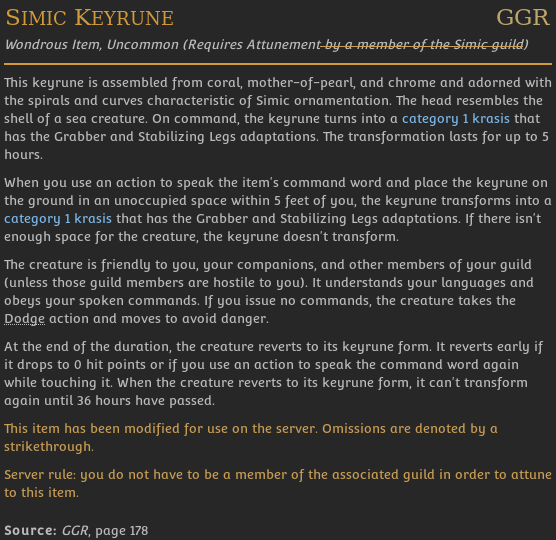 SIMIC KEYRUNE GGR
Wondrous Item, Uncommon (Requires Attunement by a member of the Simic guild)
This keyrune is assembled from coral, mother-of-pearl, and chrome and adorned with
the spirals and curves characteristic of Simic ornamentation. The head resembles the
shell of a sea creature. On command, the keyrune turns into a category 1 krasis that
has the Grabber and Stabilizing Legs adaptations. The transformation lasts for up to 5
hours.
When you use an action to speak the item's command word and place the keyrune on
the ground in an unoccupied space within 5 feet of you, the keyrune transforms into a
category 1 krasis that has the Grabber and Stabilizing Legs adaptations. If there isn't
enough space for the creature, the keyrune doesn't transform.
The creature is friendly to you, your companions, and other members of your guild
(unless those guild members are hostile to you). It understands your languages and
obeys your spoken commands. If you issue no commands, the creature takes the
Dodge action and moves to avoid danger.
At the end of the duration, the creature reverts to its keyrune form. It reverts early if
it drops to 0 hit points or if you use an action to speak the command word again
while touching it. When the creature reverts to its keyrune form, it can't transform
again until 36 hours have passed.
This item has been modified for use on the server. Omissions are denoted by a
strikethrough.
Server rule: you do not have to be a member of the associated guild in order to attune
to this item.
Source: GGR, page 178